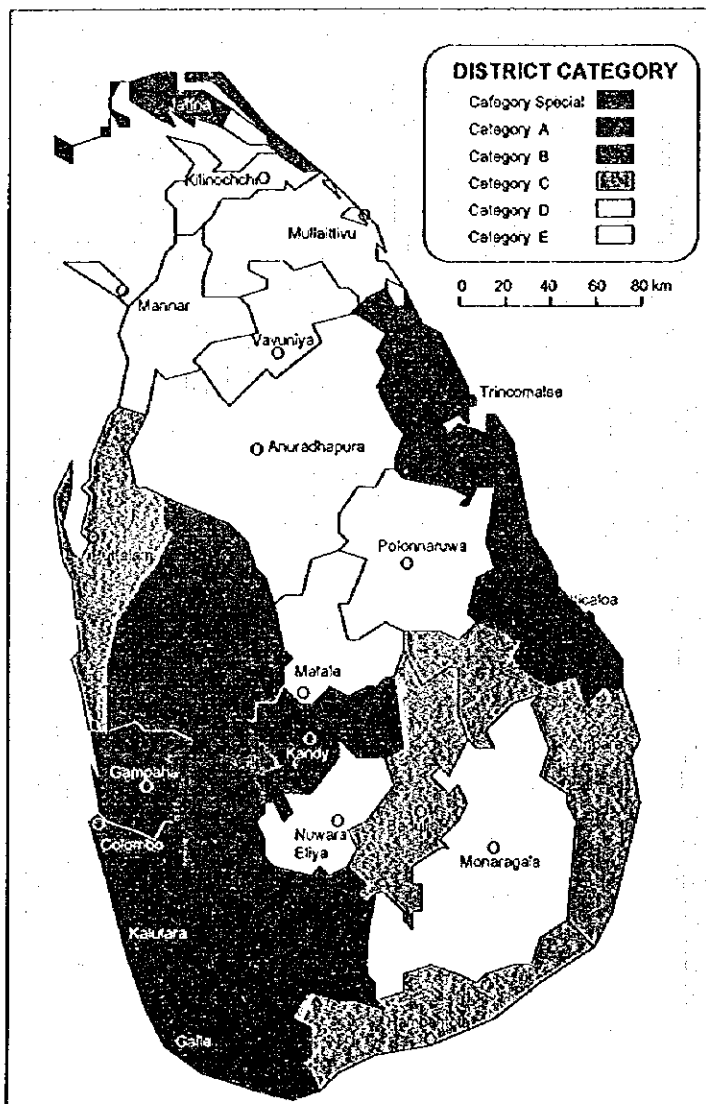 DISTRICT CATEGORY
Category Special
Category A
Category B
Category C
Category D
Category E
0 20 40 60 80 km
Jaffna
Kilinochchi
Mullaittivu
Mannar
Vavuniya
Trincomalee
Anuradhapura
Polonnaruwa
Matale
Kandy
Gampaha
Colombo
Nuwara
Eliya
Monaragala
Kalutara
Galle